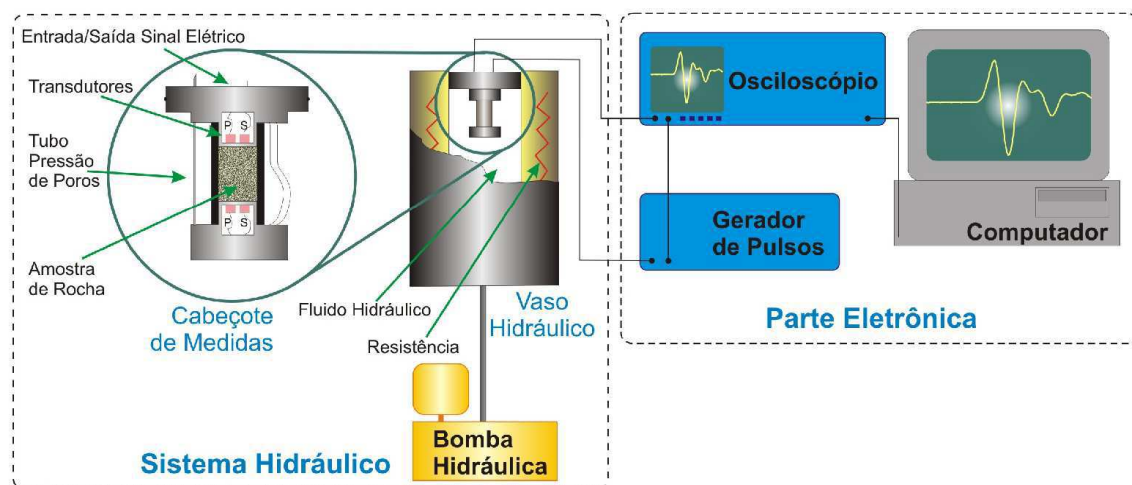 Entrada/Saída Sinal Elétrico
Transdutores
Tubo
Pressão
de Poros
P S
P S
Amostra
de Rocha
Cabeçote
de Medidas
Fluido Hidráulico
Resistência
Vaso
Hidráulico
Bomba
Hidráulica
Sistema Hidráulico
Osciloscópio
Gerador
de Pulsos
Computador
Parte Eletrônica